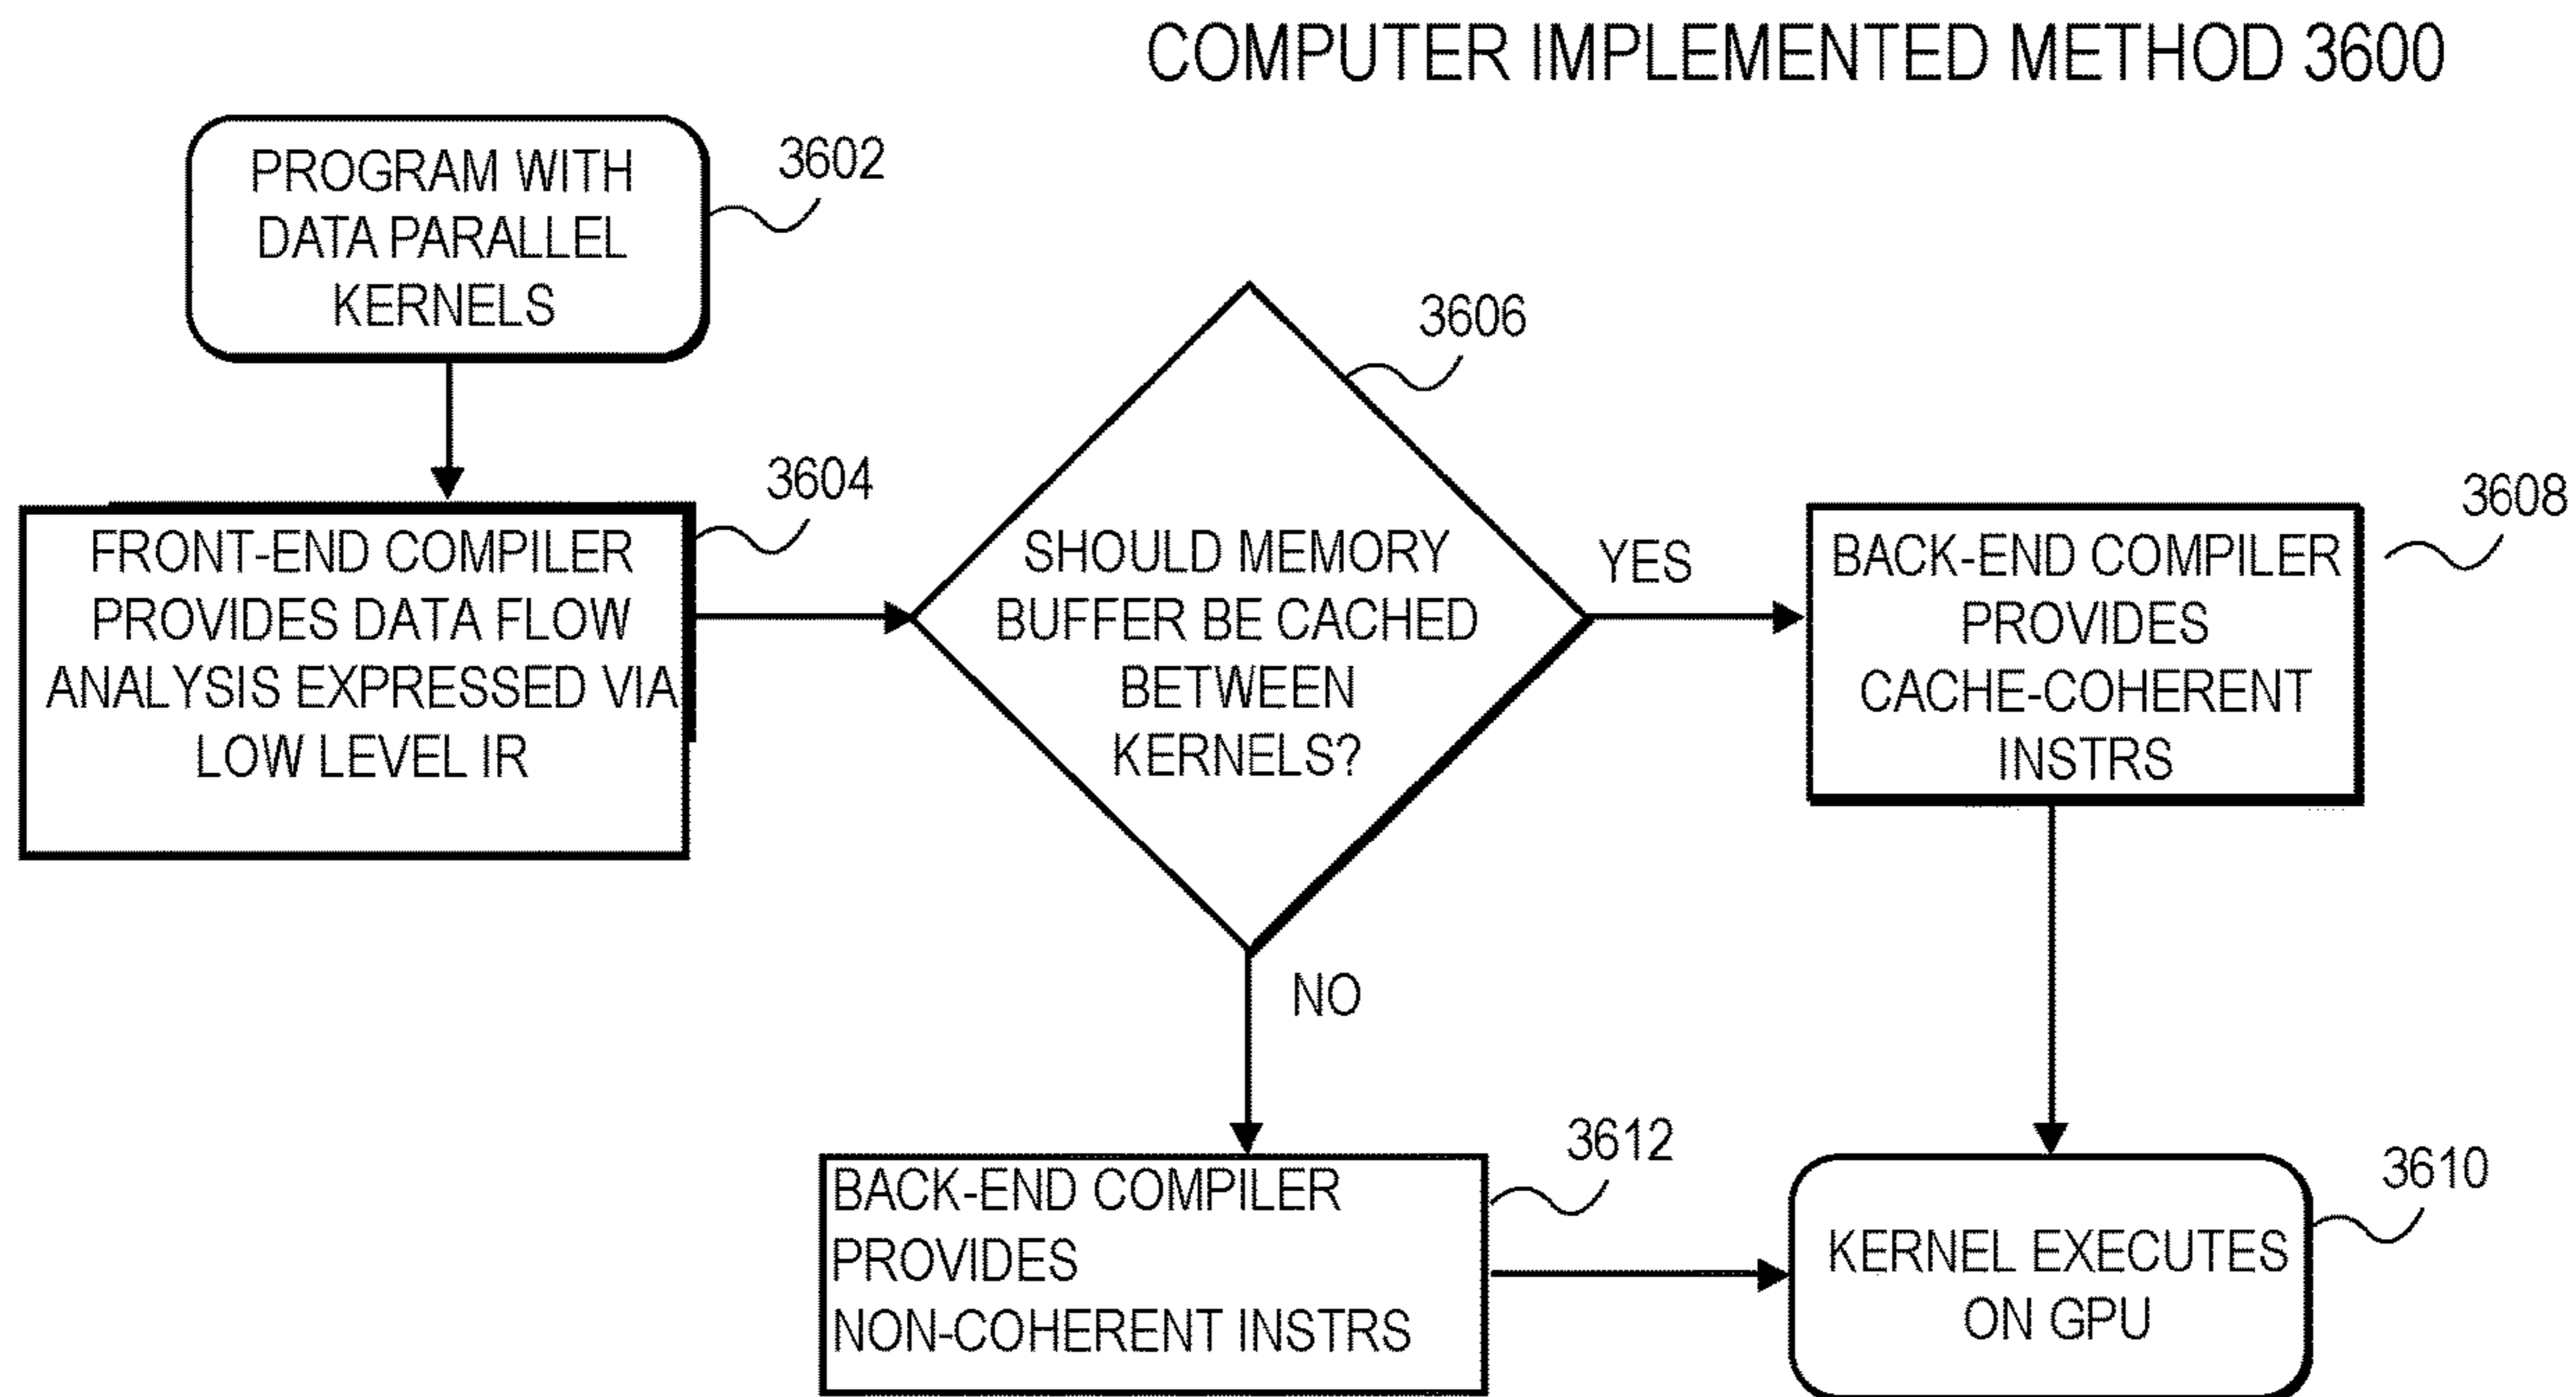 COMPUTER IMPLEMENTED METHOD 3600
PROGRAM WITH
DATA PARALLEL
KERNELS
3602
FRONT-END COMPILER
PROVIDES DATA FLOW
ANALYSIS EXPRESSED VIA
LOW LEVEL IR
3604
SHOULD MEMORY
BUFFER BE CACHED
BETWEEN
KERNELS?
3606
YES
BACK-END COMPILER
PROVIDES
CACHE-COHERENT
INSTRS
3608
NO
BACK-END COMPILER
PROVIDES
NON-COHERENT INSTRS
3612
KERNEL EXECUTES
ON GPU
3610